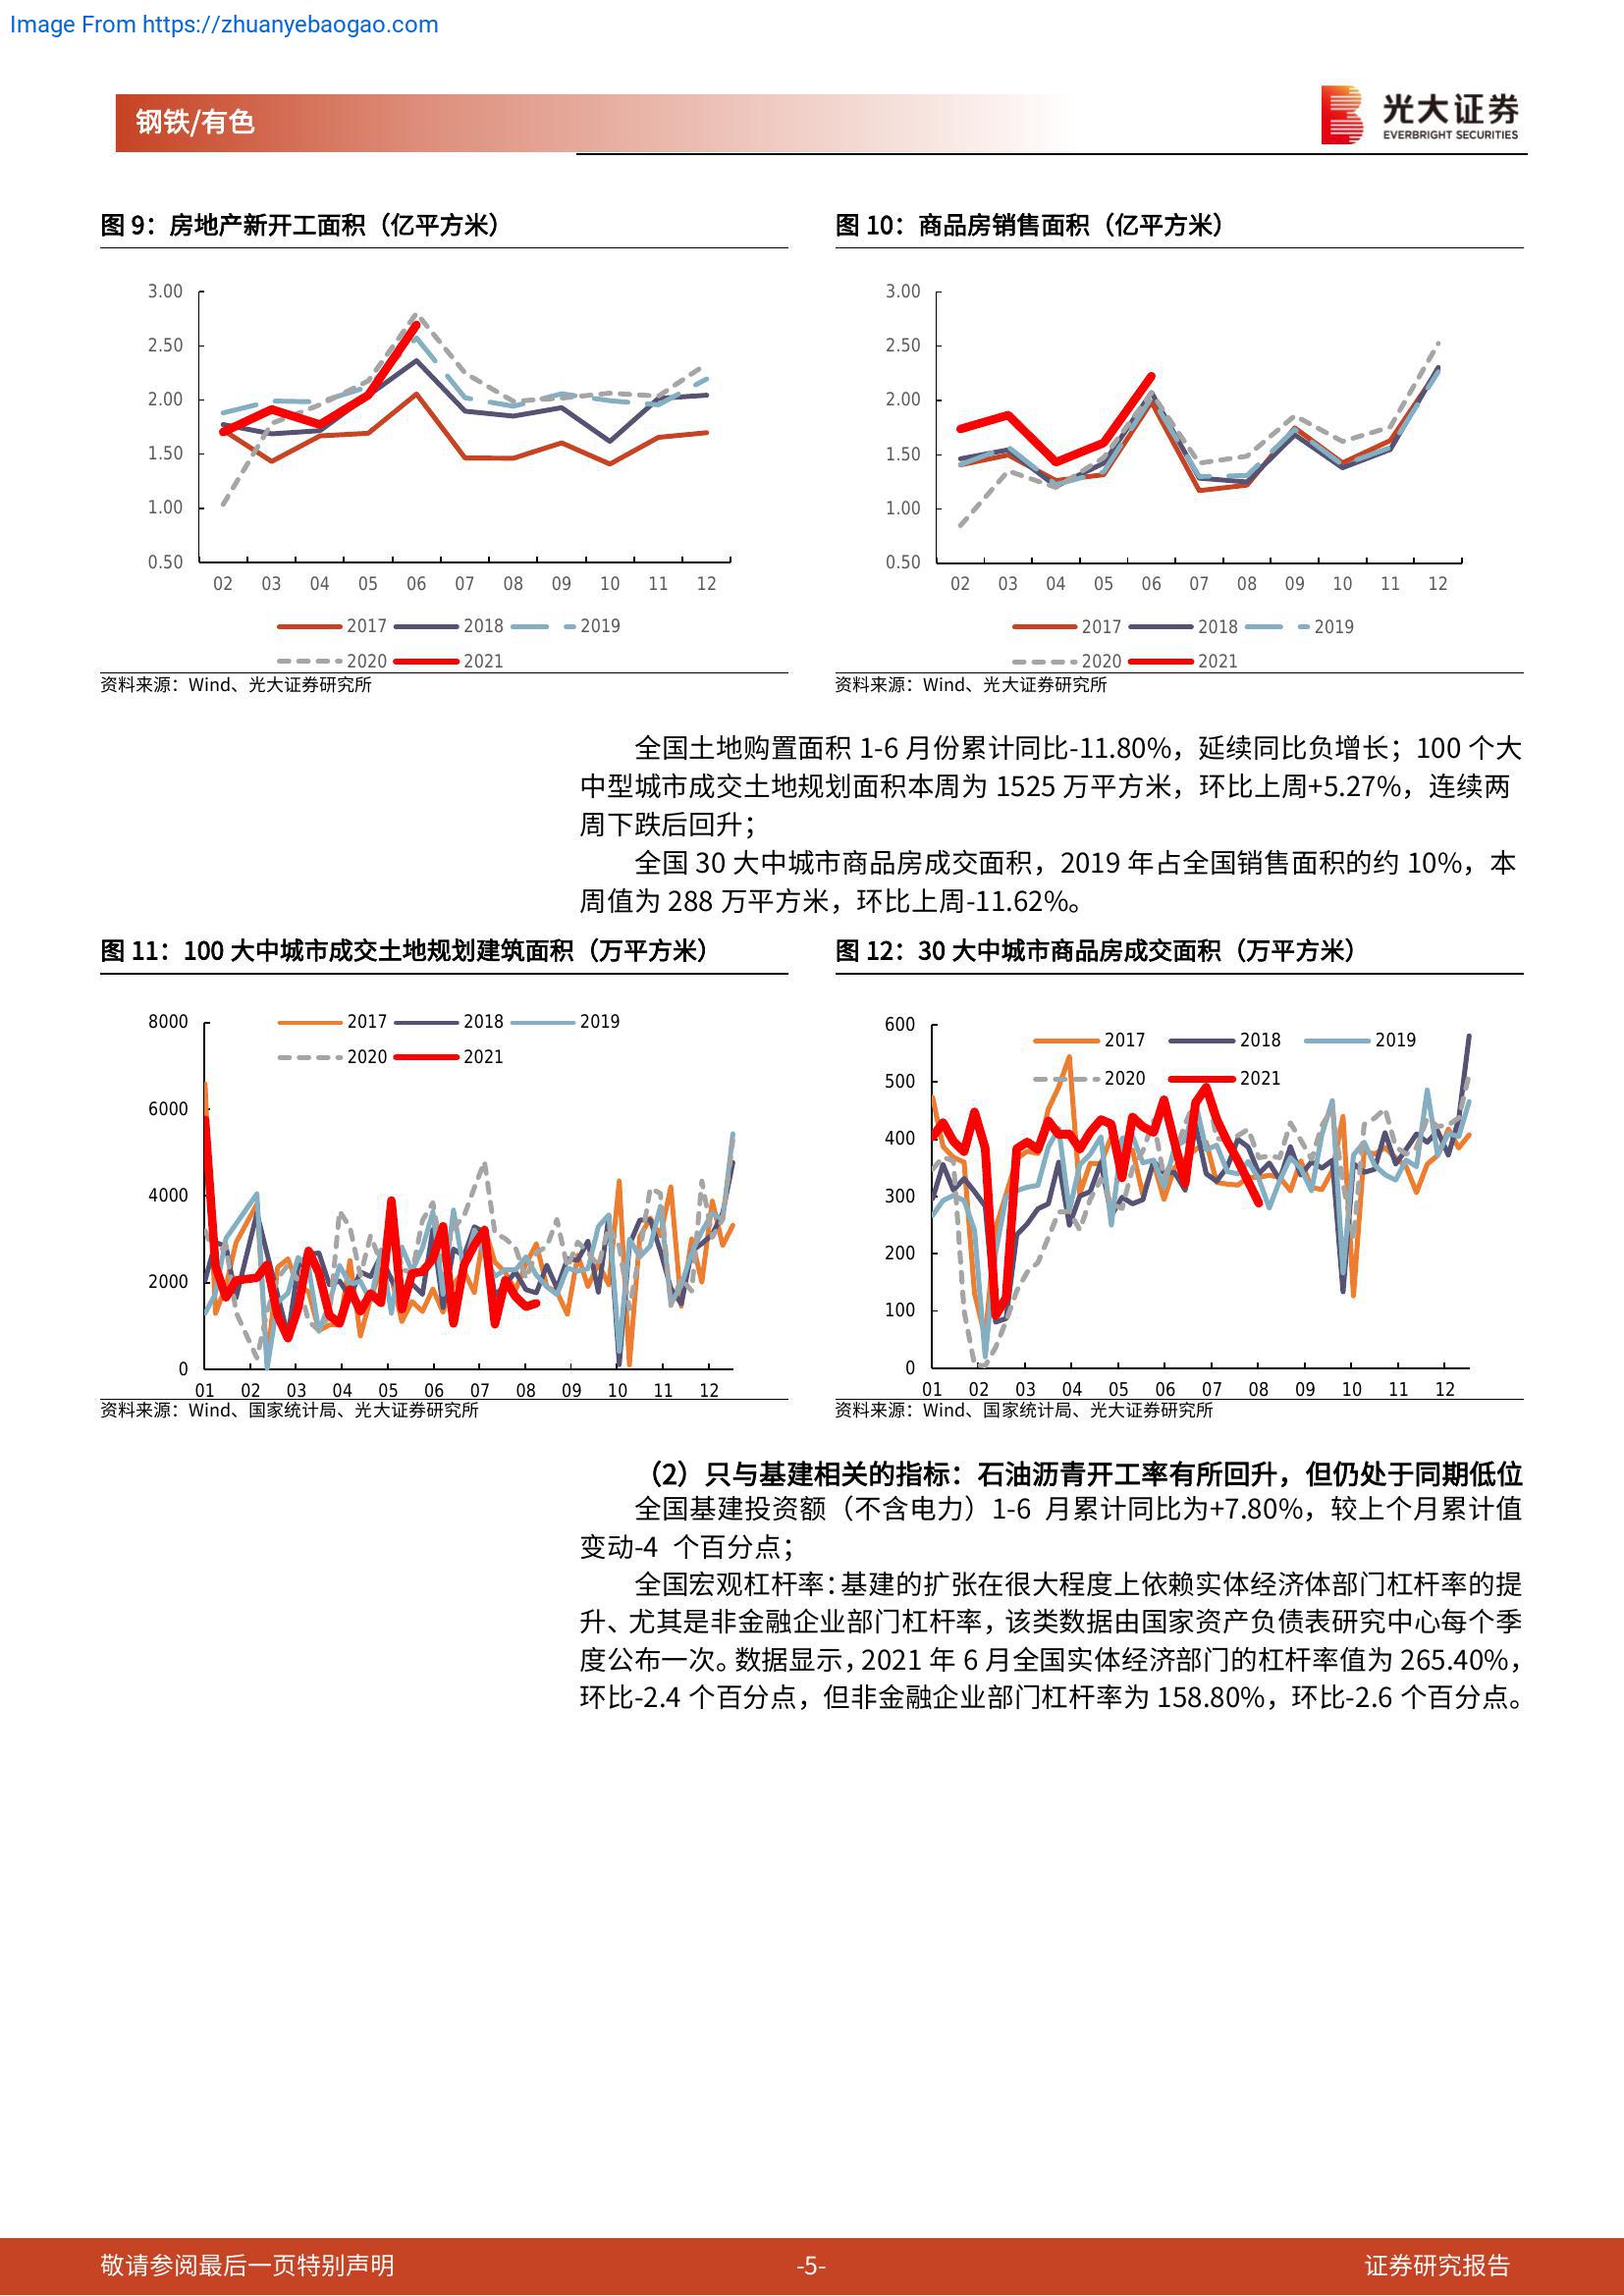 Image From https://zhuanyebaogao.com
钢铁/有色
光大证券
EVERBRIGHT SECURITIES
图 9：房地产新开工面积（亿平方米）
3.00
2.50
2.00
1.50
1.00
0.50
02 03 04 05 06 07 08 09 10 11 12
2017 2018 2019
2020 2021
资料来源：Wind、光大证券研究所
图 10：商品房销售面积（亿平方米）
3.00
2.50
2.00
1.50
1.00
0.50
02 03 04 05 06 07 08 09 10 11 12
2017 2018 2019
2020 2021
资料来源：Wind、光大证券研究所
全国土地购置面积 1-6 月份累计同比-11.80%，延续同比负增长；100 个大
中型城市成交土地规划面积本周为 1525 万平方米，环比上周+5.27%，连续两
周下跌后回升；
全国 30 大中城市商品房成交面积，2019 年占全国销售面积的约 10%，本
周值为 288 万平方米，环比上周-11.62%。
图 11：100 大中城市成交土地规划建筑面积（万平方米）
2017 2018 2019
2020 2021
8000
6000
4000
2000
0
01 02 03 04 05 06 07 08 09 10 11 12
资料来源：Wind、国家统计局、光大证券研究所
图 12：30 大中城市商品房成交面积（万平方米）
2017 2018 2019
2020 2021
600
500
400
300
200
100
0
01 02 03 04 05 06 07 08 09 10 11 12
资料来源：Wind、国家统计局、光大证券研究所
（2）只与基建相关的指标：石油沥青开工率有所回升，但仍处于同期低位
全国基建投资额（不含电力）1-6 月累计同比为+7.80%，较上个月累计值
变动-4 个百分点；
全国宏观杠杆率：基建的扩张在很大程度上依赖实体经济体部门杠杆率的提
升、尤其是非金融企业部门杠杆率，该类数据由国家资产负债表研究中心每个季
度公布一次。数据显示，2021 年 6 月全国实体经济部门的杠杆率值为 265.40%，
环比-2.4 个百分点，但非金融企业部门杠杆率为 158.80%，环比-2.6 个百分点。
敬请参阅最后一页特别声明
-5-
证券研究报告